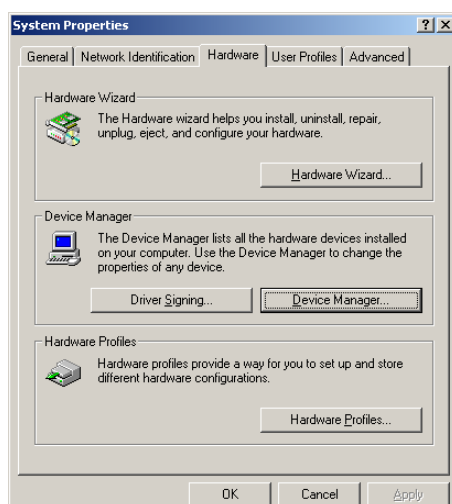 System Properties
General Network Identification Hardware User Profiles Advanced
Hardware Wizard
The Hardware wizard helps you install, uninstall, repair,
unplug, eject, and configure your hardware.
Hardware Wizard...
Device Manager
The Device Manager lists all the hardware devices installed
on your computer. Use the Device Manager to change the
properties of any device.
Driver Signing... Device Manager...
Hardware Profiles
Hardware profiles provide a way for you to set up and store
different hardware configurations.
Hardware Profiles...
OK Cancel Apply